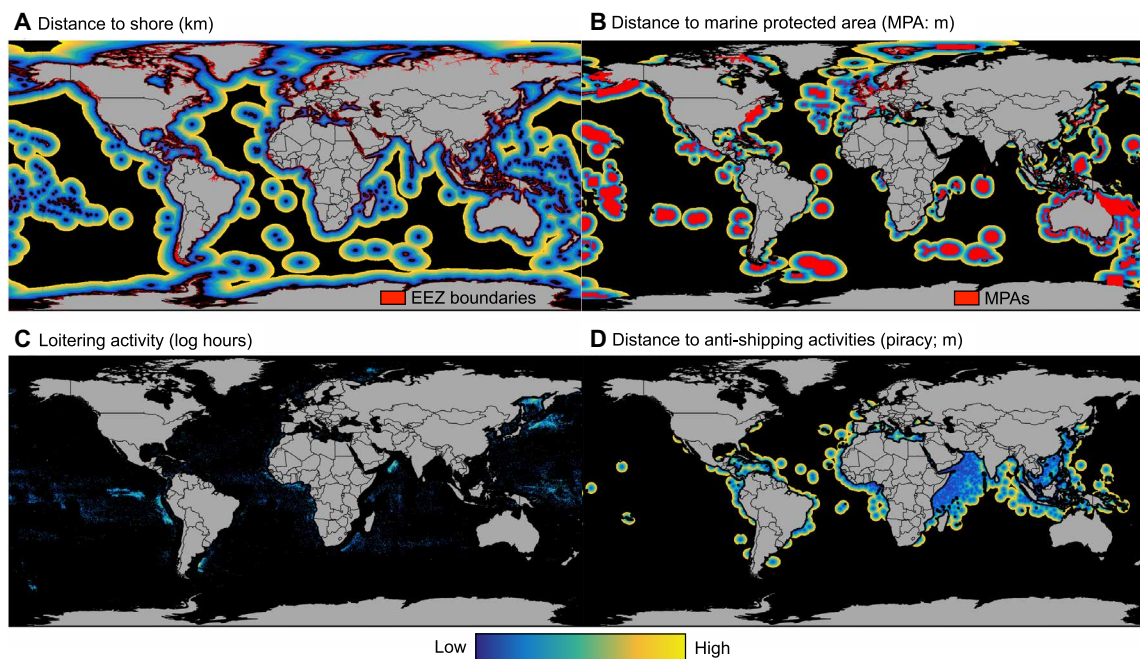 A Distance to shore (km)
B Distance to marine protected area (MPA: m)
EEZ boundaries
MPAs
C Loitering activity (log hours)
D Distance to anti-shipping activities (piracy; m)
Low
High